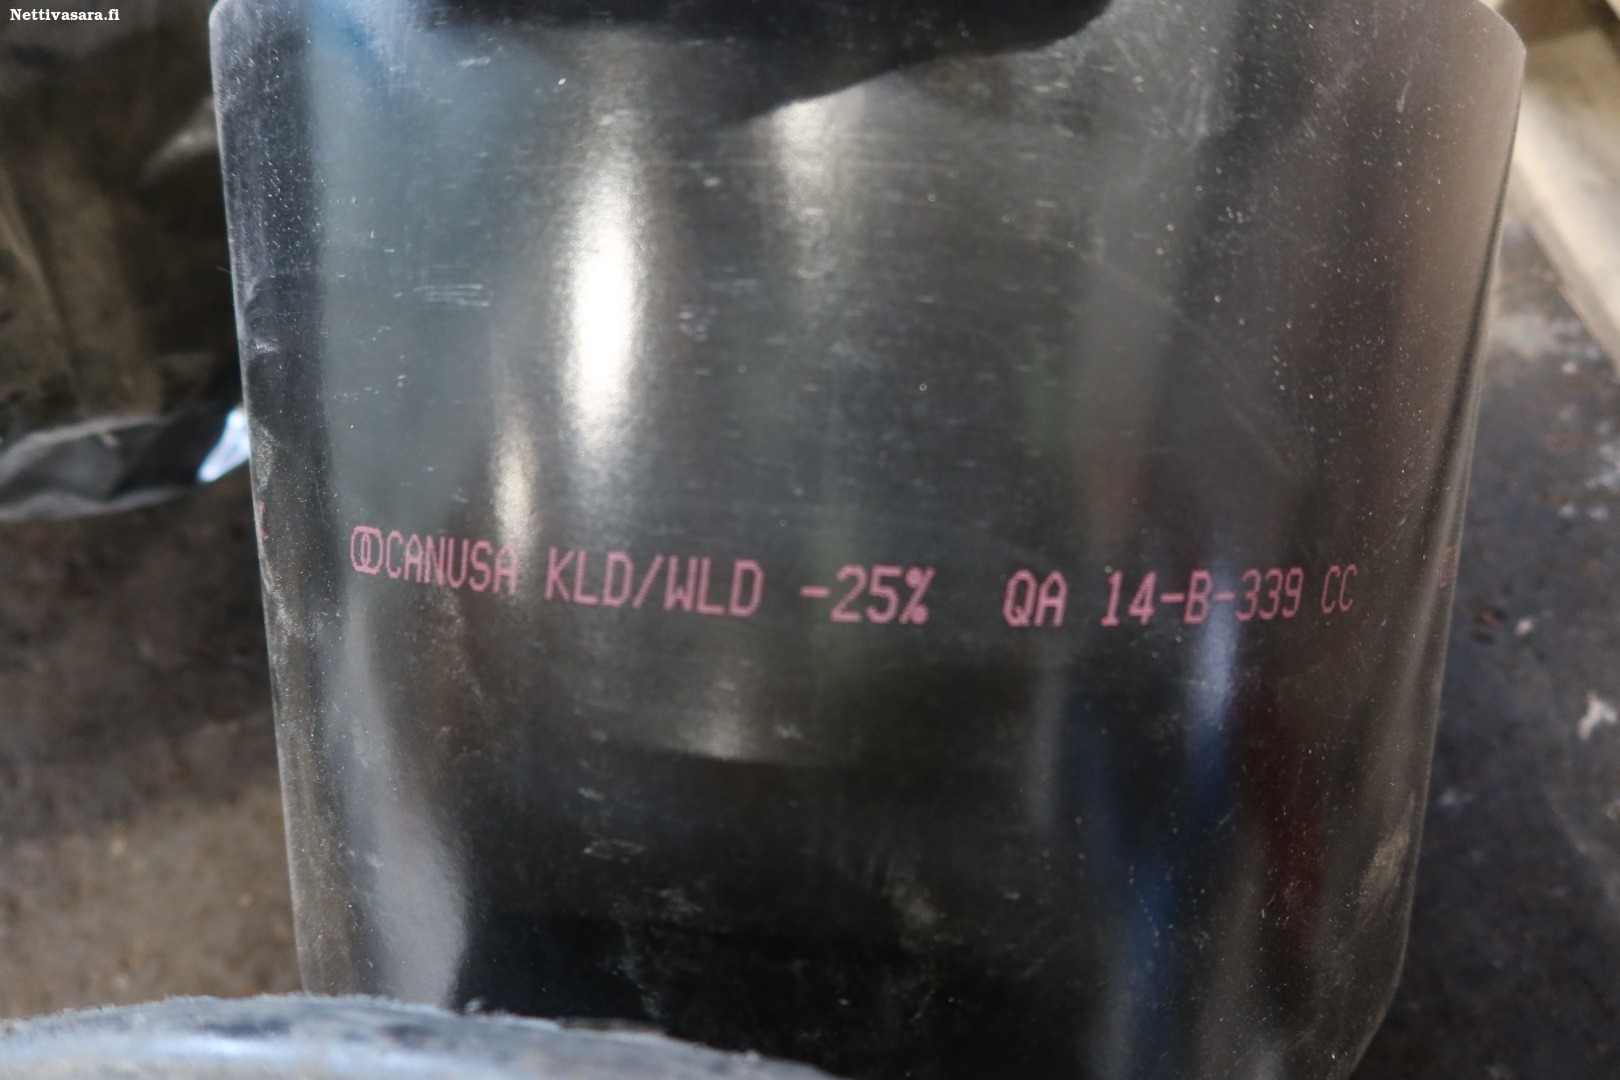 Nettivasara.fi
CANUSA KLD/WLD -25% QA 14-B-339 CC